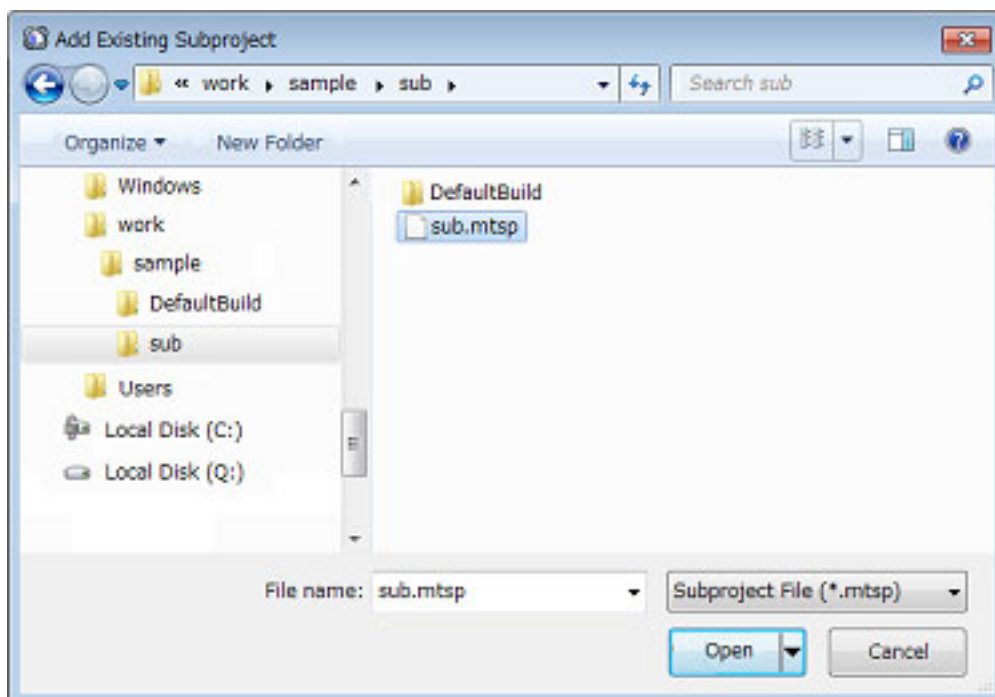 Add Existing Subproject
« work sample sub Search sub
Organize New Folder
Windows
work
sample
DefaultBuild
sub
Users
Local Disk (C:)
Local Disk (Q:)
DefaultBuild
sub.mtsp
File name: sub.mtsp Subproject File (*.mtsp)
Open Cancel